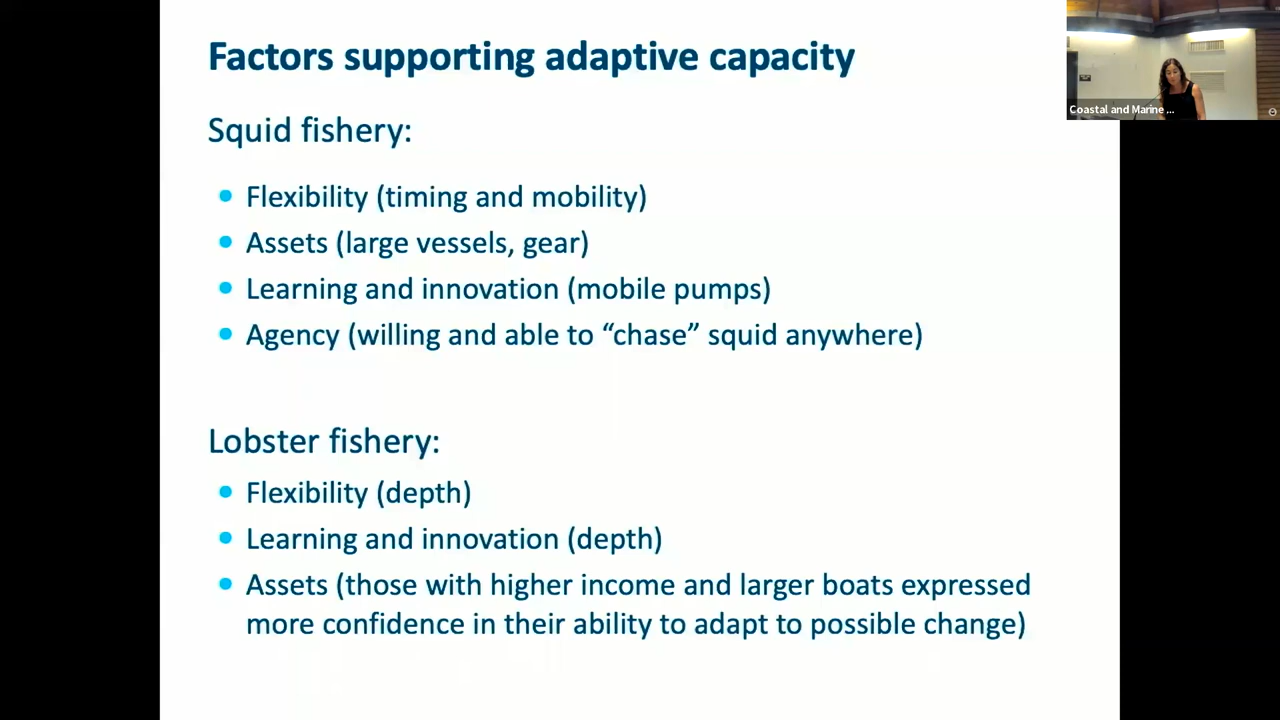 Factors supporting adaptive capacity
Squid fishery:
Flexibility (timing and mobility)
Assets (large vessels, gear)
Learning and innovation (mobile pumps)
Agency (willing and able to “chase” squid anywhere)
Lobster fishery:
Flexibility (depth)
Learning and innovation (depth)
Assets (those with higher income and larger boats expressed
more confidence in their ability to adapt to possible change)
Coastal and Marine ...